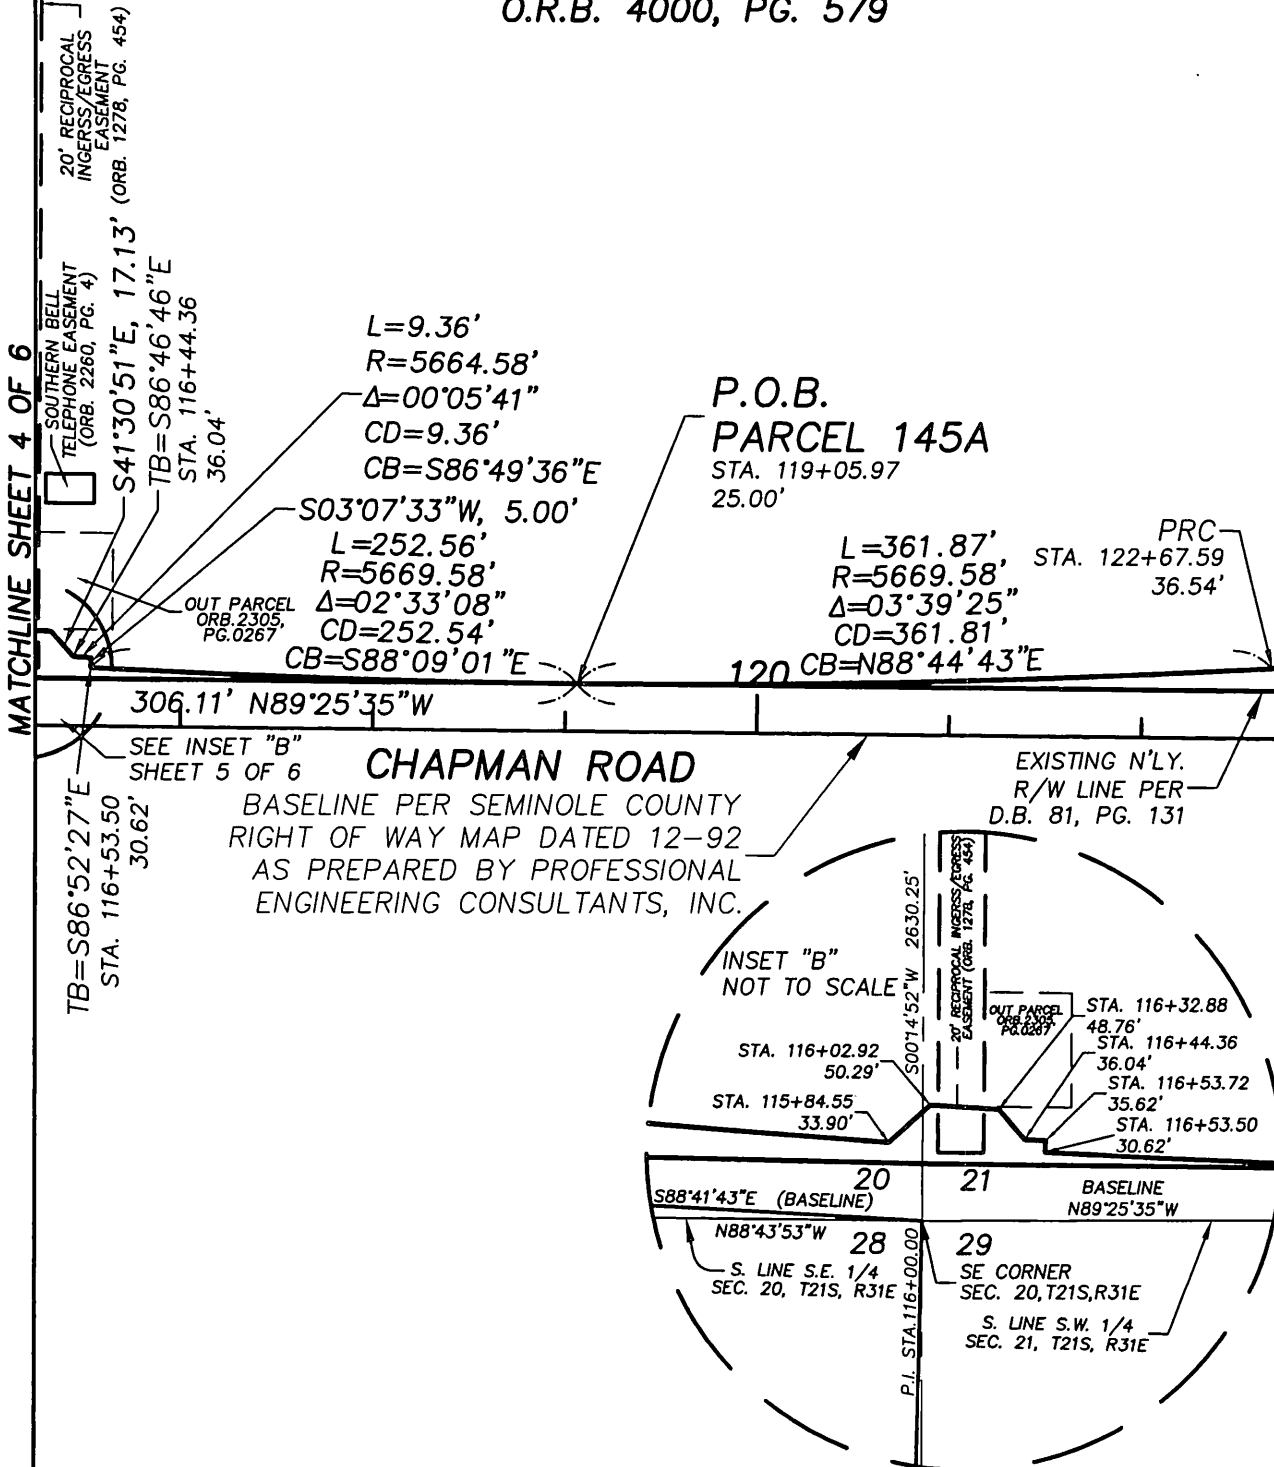 O.R.B. 4000, PG. 579
20' RECIPROCAL
INGERSS/EGRESS
EASEMENT
(ORB. 1278, PG. 454)
SOUTHERN BELL
TELEPHONE EASEMENT
(ORB. 2260, PG. 4)
S41°30'51"E, 17.13'
TB=S86°46'46"E
STA. 116+44.36
36.04'
MATCHLINE SHEET 4 OF 6
L=9.36'
R=5664.58'
Δ=00°05'41"
CD=9.36'
CB=S86°49'36"E
S03°07'33"W, 5.00'
L=252.56'
R=5669.58'
Δ=02°33'08"
CD=252.54'
CB=S88°09'01"E
OUT PARCEL
ORB.2305,
PG.0267
P.O.B.
PARCEL 145A
STA. 119+05.97
25.00'
L=361.87'
R=5669.58'
Δ=03°39'25"
CD=361.81'
CB=N88°44'43"E
PRC
STA. 122+67.59
36.54'
120
306.11' N89°25'35"W
SEE INSET "B"
SHEET 5 OF 6
TB=S86°52'27"E
STA. 116+53.50
30.62'
CHAPMAN ROAD
BASELINE PER SEMINOLE COUNTY
RIGHT OF WAY MAP DATED 12-92
AS PREPARED BY PROFESSIONAL
ENGINEERING CONSULTANTS, INC.
EXISTING N'LY.
R/W LINE PER
D.B. 81, PG. 131
INSET "B"
NOT TO SCALE
S00°14'52"W 2630.25'
20' RECIPROCAL INGERSS/EGRESS
EASEMENT (ORB. 1278, PG. 454)
OUT PARCEL
ORB.2305,
PG.0267
STA. 116+02.92
50.29'
STA. 115+84.55
33.90'
STA. 116+32.88
48.76'
STA. 116+44.36
36.04'
STA. 116+53.72
35.62'
STA. 116+53.50
30.62'
20
21
S88°41'43"E (BASELINE)
BASELINE
N89°25'35"W
N88°43'53"W
28
29
S. LINE S.E. 1/4
SEC. 20, T21S, R31E
P.I. STA.116+00.00
SE CORNER
SEC. 20,T21S,R31E
S. LINE S.W. 1/4
SEC. 21, T21S, R31E